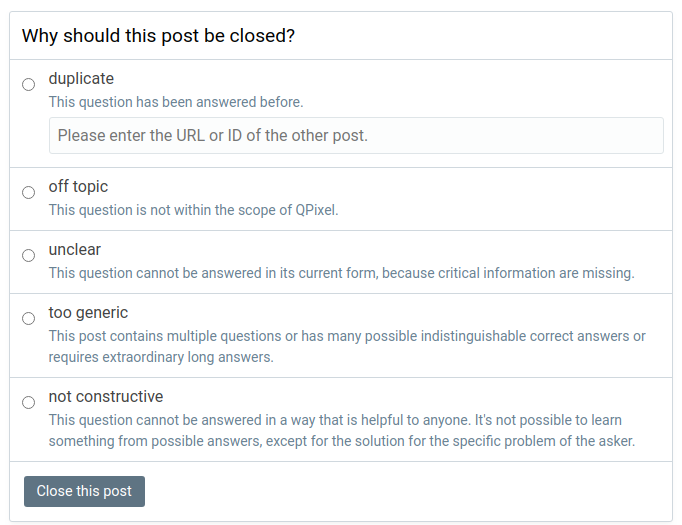 Why should this post be closed?
duplicate
This question has been answered before.
Please enter the URL or ID of the other post.
off topic
This question is not within the scope of QPixel.
unclear
This question cannot be answered in its current form, because critical information are missing.
too generic
This post contains multiple questions or has many possible indistinguishable correct answers or
requires extraordinary long answers.
not constructive
This question cannot be answered in a way that is helpful to anyone. It's not possible to learn
something from possible answers, except for the solution for the specific problem of the asker.
Close this post